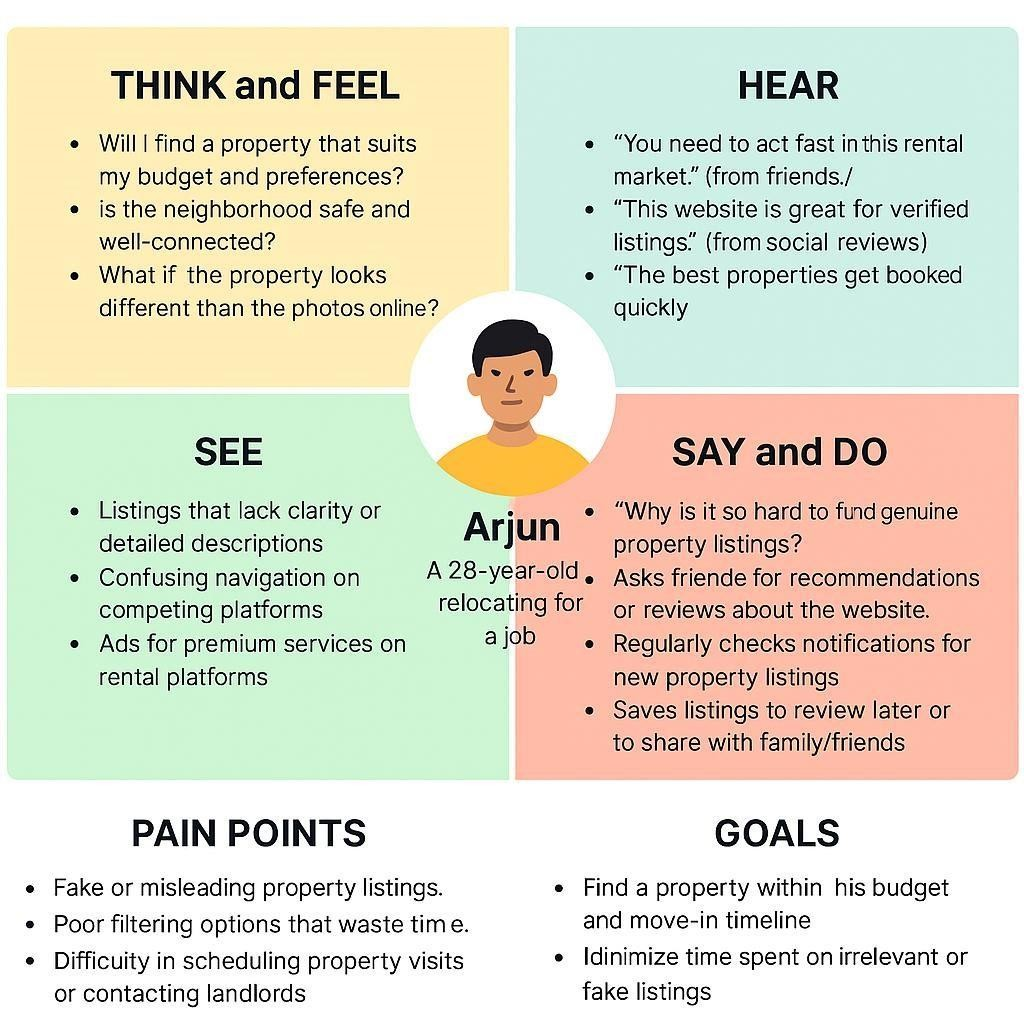 THINK and FEEL
• Will I find a property that suits
my budget and preferences?
• is the neighborhood safe and
well-connected?
• What if the property looks
different than the photos online?
HEAR
• “You need to act fast in this rental
market.” (from friends./
• “This website is great for verified
listings.” (from social reviews)
• “The best properties get booked
quickly
SEE
• Listings that lack clarity or
detailed descriptions
• Confusing navigation on
competing platforms
• Ads for premium services on
rental platforms
Arjun
A 28-year-old
relocating for
a job
SAY and DO
• “Why is it so hard to fund genuine
property listings?
• Asks friende for recommendations
or reviews about the website.
• Regularly checks notifications for
new property listings
• Saves listings to review later or
to share with family/friends
PAIN POINTS
• Fake or misleading property listings.
• Poor filtering options that waste time.
• Difficulty in scheduling property visits
or contacting landlords
GOALS
• Find a property within his budget
and move-in timeline
• Idinimize time spent on irrelevant or
fake listings